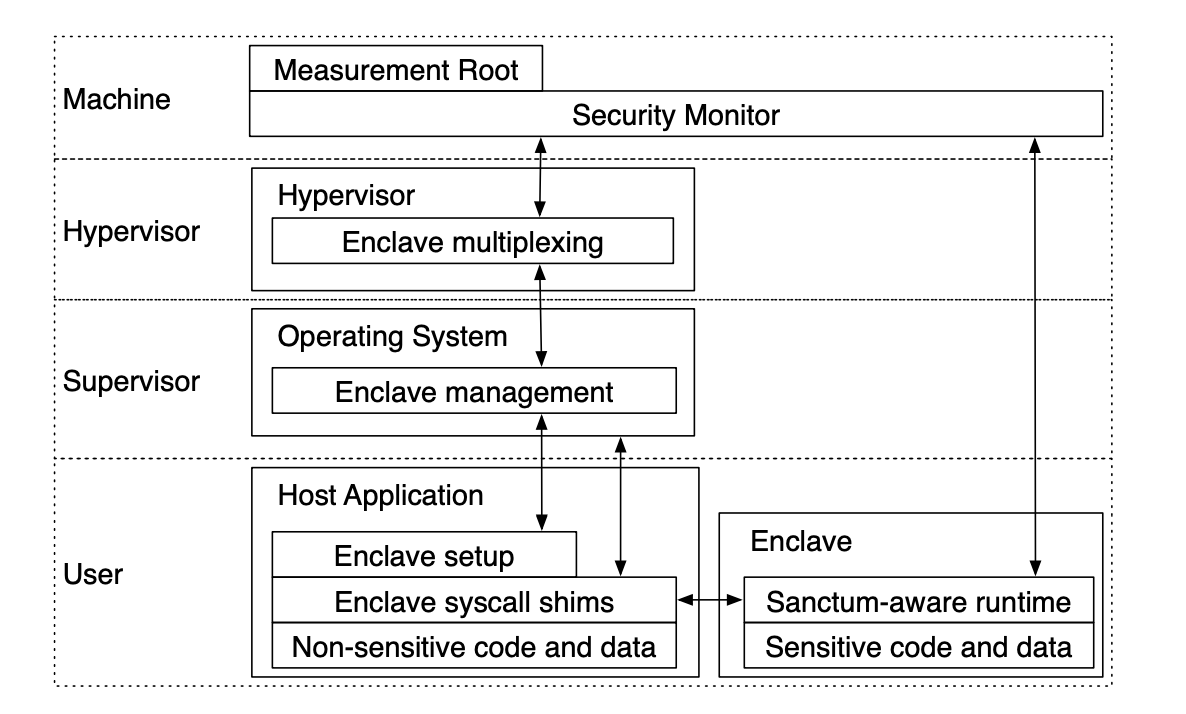 Machine
Measurement Root
Security Monitor
Hypervisor
Hypervisor
Enclave multiplexing
Supervisor
Operating System
Enclave management
User
Host Application
Enclave setup
Enclave syscall shims
Non-sensitive code and data
Enclave
Sanctum-aware runtime
Sensitive code and data